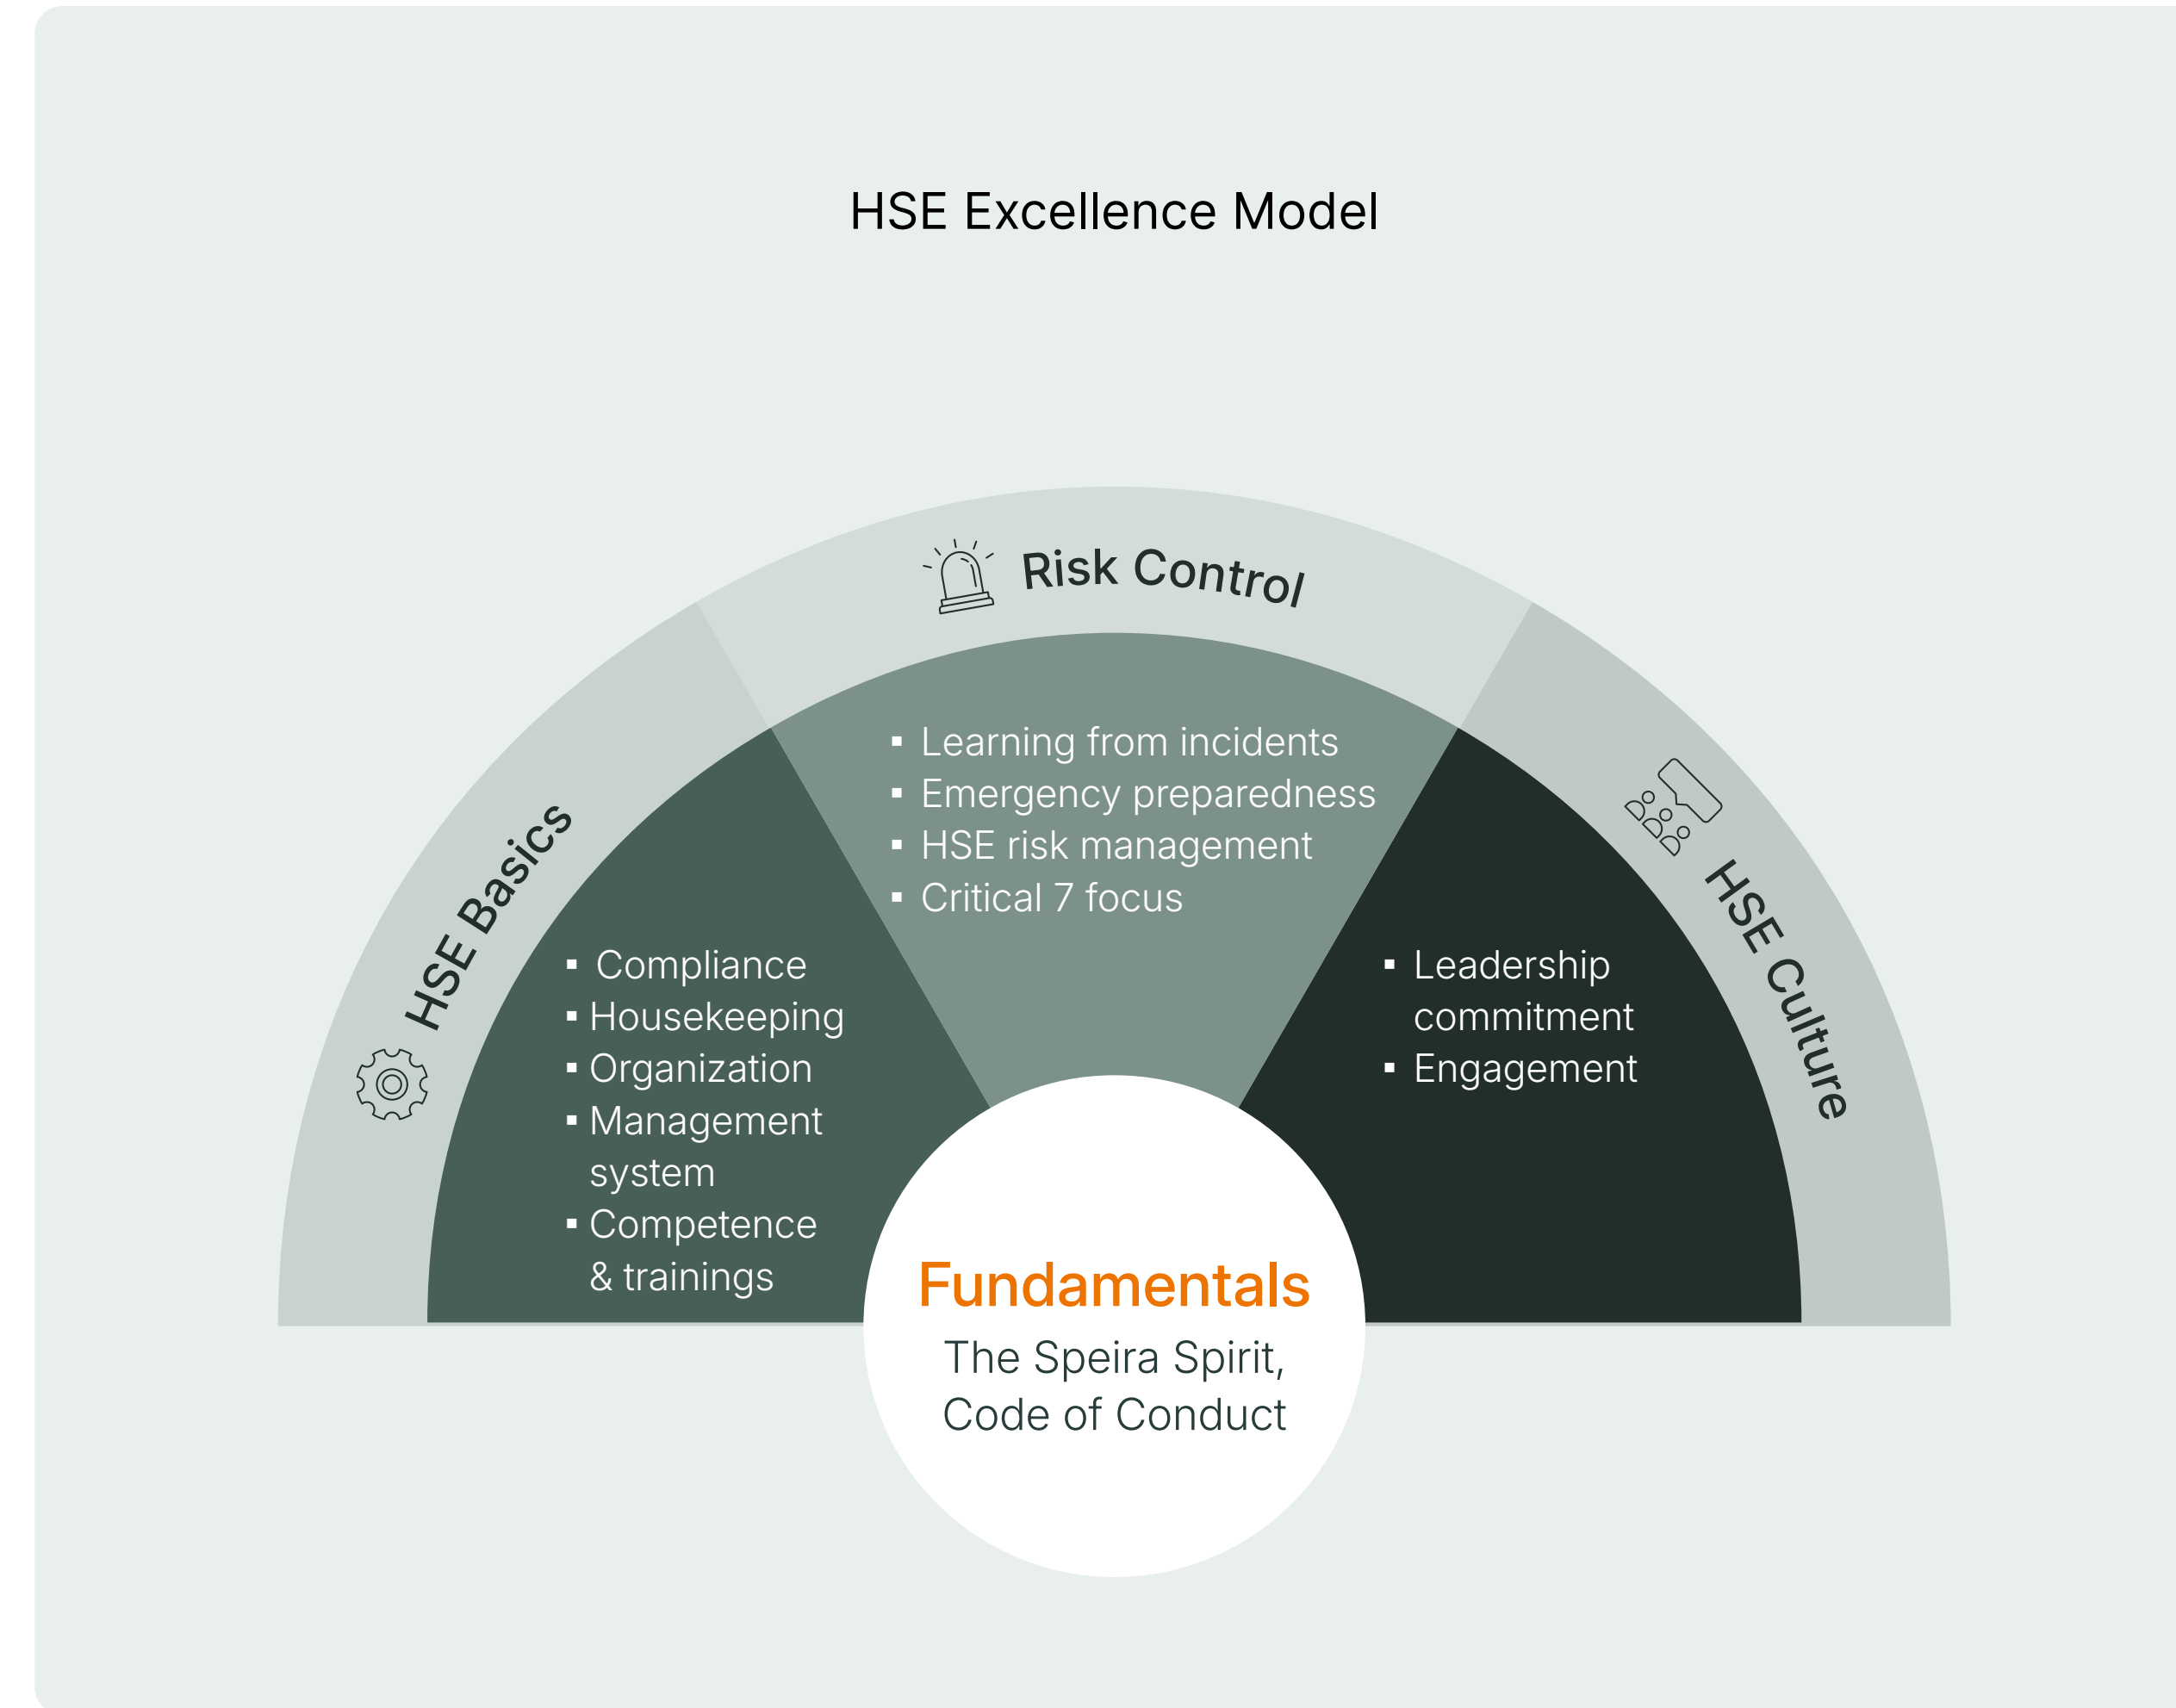 HSE Excellence Model
Risk Control
▪ Learning from incidents
▪ Emergency preparedness
▪ HSE risk management
▪ Critical 7 focus
HSE Basics
▪ Compliance
▪ Housekeeping
▪ Organization
▪ Management
system
▪ Competence
& trainings
HSE Culture
▪ Leadership
commitment
▪ Engagement
Fundamentals
The Speira Spirit,
Code of Conduct